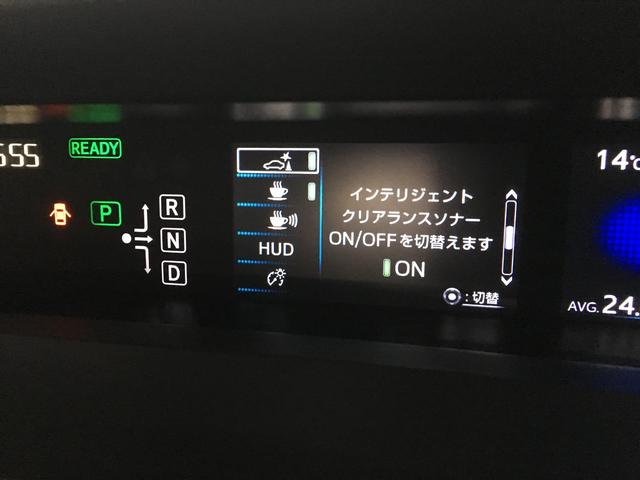 655
READY
14°C
P
R
N
D
HUD
インテリジェント
クリアランスソナー
ON/OFFを切替えます
ON
:切替
AVG. 24.